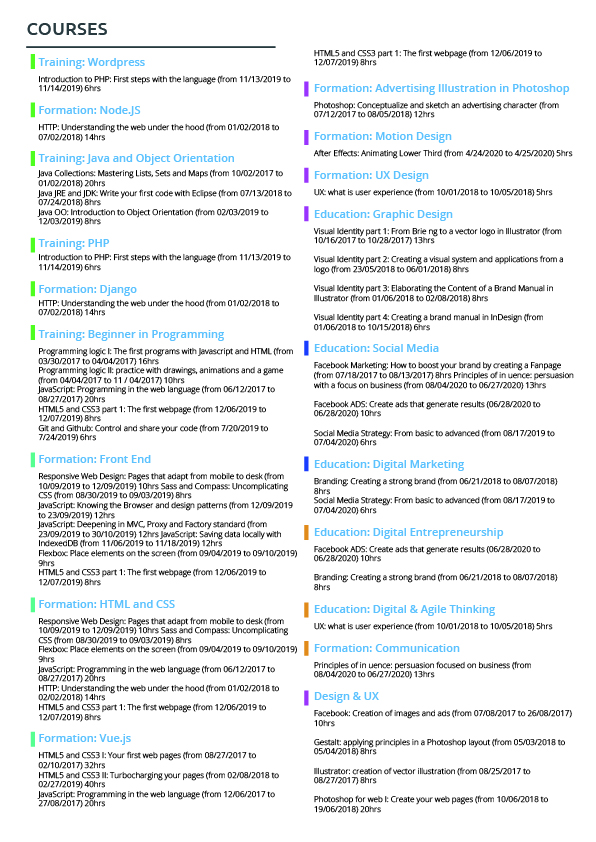 COURSES
Training: Wordpress
Introduction to PHP: First steps with the language (from 11/13/2019 to
11/14/2019) 6hrs
Formation: Node.JS
HTTP: Understanding the web under the hood (from 01/02/2018 to
07/02/2018) 14hrs
Training: Java and Object Orientation
Java Collections: Mastering Lists, Sets and Maps (from 10/02/2017 to
01/02/2018) 20hrs
Java JRE and JDK: Write your first code with Eclipse (from 07/13/2018 to
07/24/2018) 8hrs
Java OO: Introduction to Object Orientation (from 02/03/2019 to
12/03/2019) 8hrs
Training: PHP
Introduction to PHP: First steps with the language (from 11/13/2019 to
11/14/2019) 6hrs
Formation: Django
HTTP: Understanding the web under the hood (from 01/02/2018 to
07/02/2018) 14hrs
Training: Beginner in Programming
Programming logic I: The first programs with Javascript and HTML (from
03/30/2017 to 04/04/2017) 16hrs
Programming logic II: practice with drawings, animations and a game
(from 04/04/2017 to 11 / 04/2017) 10hrs
JavaScript: Programming in the web language (from 06/12/2017 to
08/27/2017) 20hrs
HTML5 and CSS3 part 1: The first webpage (from 12/06/2019 to
12/07/2019) 8hrs
Git and Github: Control and share your code (from 7/20/2019 to
7/24/2019) 6hrs
Formation: Front End
Responsive Web Design: Pages that adapt from mobile to desk (from
10/09/2019 to 12/09/2019) 10hrs Sass and Compass: Uncomplicating
CSS (from 08/30/2019 to 09/03/2019) 8hrs
JavaScript: Knowing the Browser and design patterns (from 12/09/2019
to 23/09/2019) 12hrs
JavaScript: Deepening in MVC, Proxy and Factory standard (from
23/09/2019 to 30/10/2019) 12hrs JavaScript: Saving data locally with
IndexedDB (from 11/06/2019 to 11/18/2019) 12hrs
Flexbox: Place elements on the screen (from 09/04/2019 to 09/10/2019)
9hrs
HTML5 and CSS3 part 1: The first webpage (from 12/06/2019 to
12/07/2019) 8hrs
Formation: HTML and CSS
Responsive Web Design: Pages that adapt from mobile to desk (from
10/09/2019 to 12/09/2019) 10hrs Sass and Compass: Uncomplicating
CSS (from 08/30/2019 to 09/03/2019) 8hrs
Flexbox: Place elements on the screen (from 09/04/2019 to 09/10/2019)
9hrs
JavaScript: Programming in the web language (from 06/12/2017 to
08/27/2017) 20hrs
HTTP: Understanding the web under the hood (from 01/02/2018 to
02/02/2018) 14hrs
HTML5 and CSS3 part 1: The first webpage (from 12/06/2019 to
12/07/2019) 8hrs
Formation: Vue.js
HTML5 and CSS3 I: Your first web pages (from 08/27/2017 to
02/10/2017) 32hrs
HTML5 and CSS3 II: Turbocharging your pages (from 02/08/2018 to
02/27/2019) 40hrs
JavaScript: Programming in the web language (from 12/06/2017 to
27/08/2017) 20hrs
HTML5 and CSS3 part 1: The first webpage (from 12/06/2019 to
12/07/2019) 8hrs
Formation: Advertising Illustration in Photoshop
Photoshop: Conceptualize and sketch an advertising character (from
07/12/2017 to 08/05/2018) 12hrs
Formation: Motion Design
After Effects: Animating Lower Third (from 4/24/2020 to 4/25/2020) 5hrs
Formation: UX Design
UX: what is user experience (from 10/01/2018 to 10/05/2018) 5hrs
Education: Graphic Design
Visual Identity part 1: From Brie ng to a vector logo in Illustrator (from
10/16/2017 to 10/28/2017) 13hrs
Visual Identity part 2: Creating a visual system and applications from a
logo (from 23/05/2018 to 06/01/2018) 8hrs
Visual Identity part 3: Elaborating the Content of a Brand Manual in
Illustrator (from 01/06/2018 to 02/08/2018) 8hrs
Visual Identity part 4: Creating a brand manual in InDesign (from
01/06/2018 to 10/15/2018) 6hrs
Education: Social Media
Facebook Marketing: How to boost your brand by creating a Fanpage
(from 07/18/2017 to 08/13/2017) 8hrs Principles of in uence: persuasion
with a focus on business (from 08/04/2020 to 06/27/2020) 13hrs
Facebook ADS: Create ads that generate results (06/28/2020 to
06/28/2020) 10hrs
Social Media Strategy: From basic to advanced (from 08/17/2019 to
07/04/2020) 6hrs
Education: Digital Marketing
Branding: Creating a strong brand (from 06/21/2018 to 08/07/2018)
8hrs
Social Media Strategy: From basic to advanced (from 08/17/2019 to
07/04/2020) 6hrs
Education: Digital Entrepreneurship
Facebook ADS: Create ads that generate results (06/28/2020 to
06/28/2020) 10hrs
Branding: Creating a strong brand (from 06/21/2018 to 08/07/2018)
8hrs
Education: Digital & Agile Thinking
UX: what is user experience (from 10/01/2018 to 10/05/2018) 5hrs
Formation: Communication
Principles of in uence: persuasion focused on business (from
08/04/2020 to 06/27/2020) 13hrs
Design & UX
Facebook: Creation of images and ads (from 07/08/2017 to 26/08/2017)
10hrs
Gestalt: applying principles in a Photoshop layout (from 05/03/2018 to
05/04/2018) 8hrs
Illustrator: creation of vector illustration (from 08/25/2017 to
08/27/2017) 8hrs
Photoshop for web I: Create your web pages (from 10/06/2018 to
19/06/2018) 20hrs